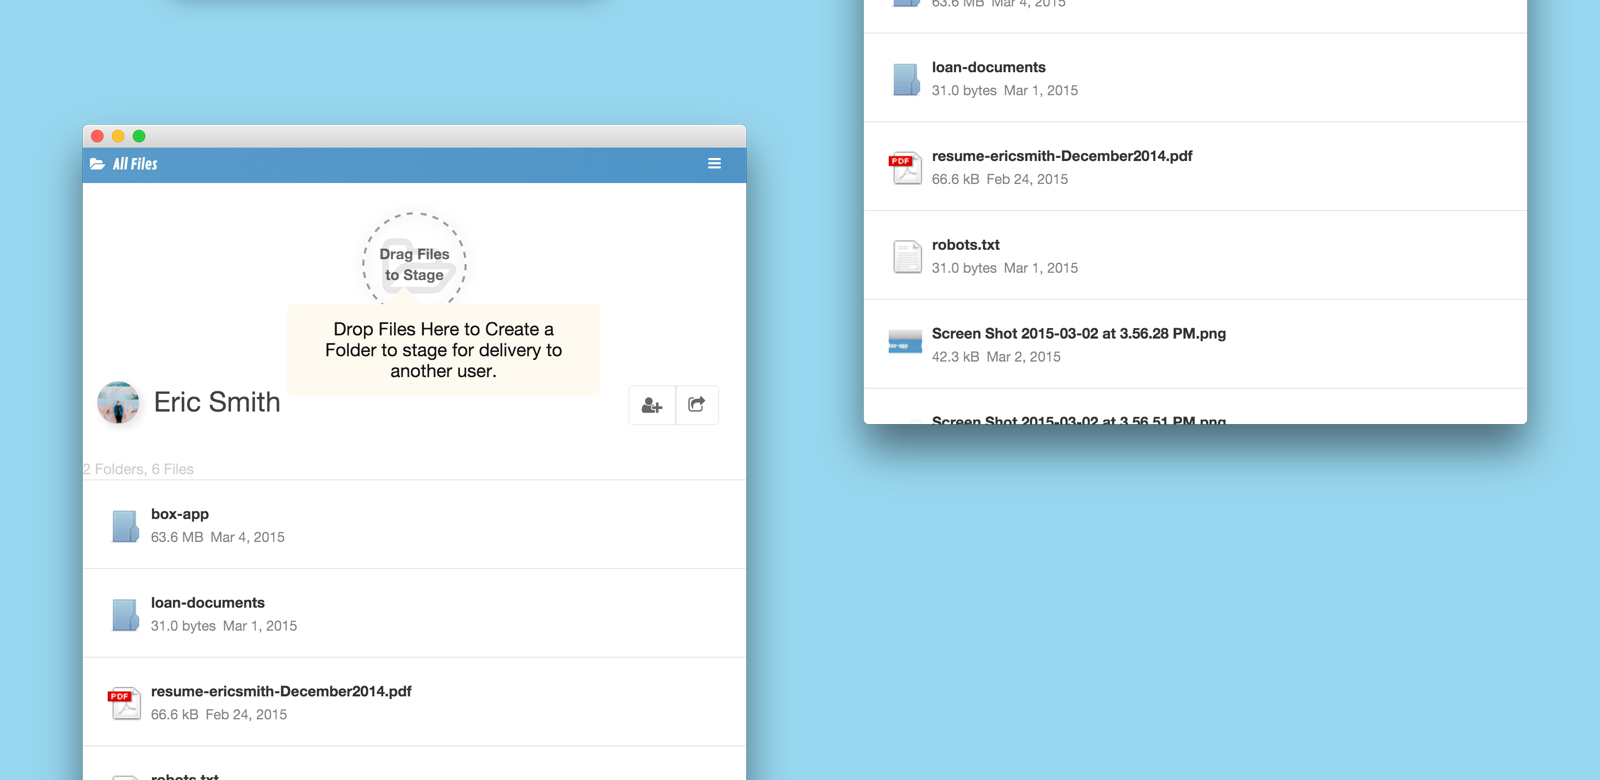 All Files
Drag Files
to Stage
Drop Files Here to Create a
Folder to stage for delivery to
another user.
Eric Smith
2 Folders, 6 Files
box-app
63.6 MB Mar 4, 2015
loan-documents
31.0 bytes Mar 1, 2015
PDF
resume-ericsmith-December2014.pdf
66.6 kB Feb 24, 2015
robots.txt
63.6 MB Mar 4, 2015
loan-documents
31.0 bytes Mar 1, 2015
PDF
resume-ericsmith-December2014.pdf
66.6 kB Feb 24, 2015
robots.txt
31.0 bytes Mar 1, 2015
Screen Shot 2015-03-02 at 3.56.28 PM.png
42.3 kB Mar 2, 2015
Screen Shot 2015-03-02 at 3.56.51 PM.png